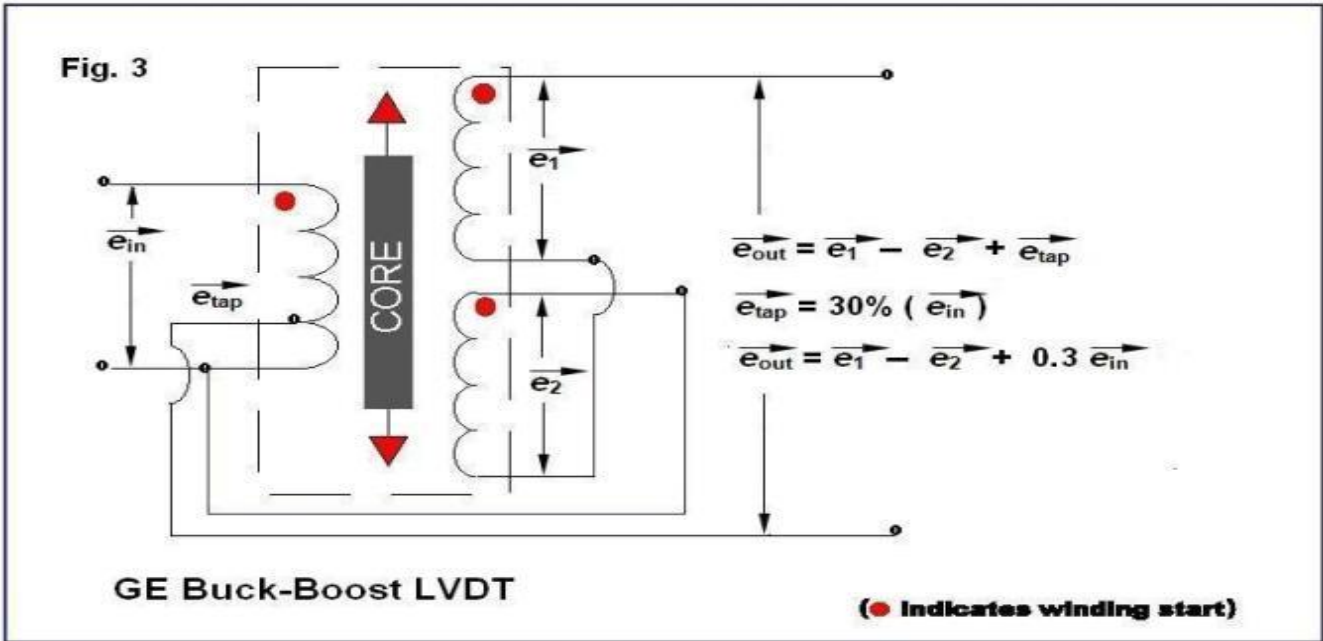 Fig. 3
e1
ein
etap
CORE
e2
eout = e1 – e2 + etap
etap = 30% ( ein )
eout = e1 – e2 + 0.3 ein
GE Buck-Boost LVDT
(● indicates winding start)